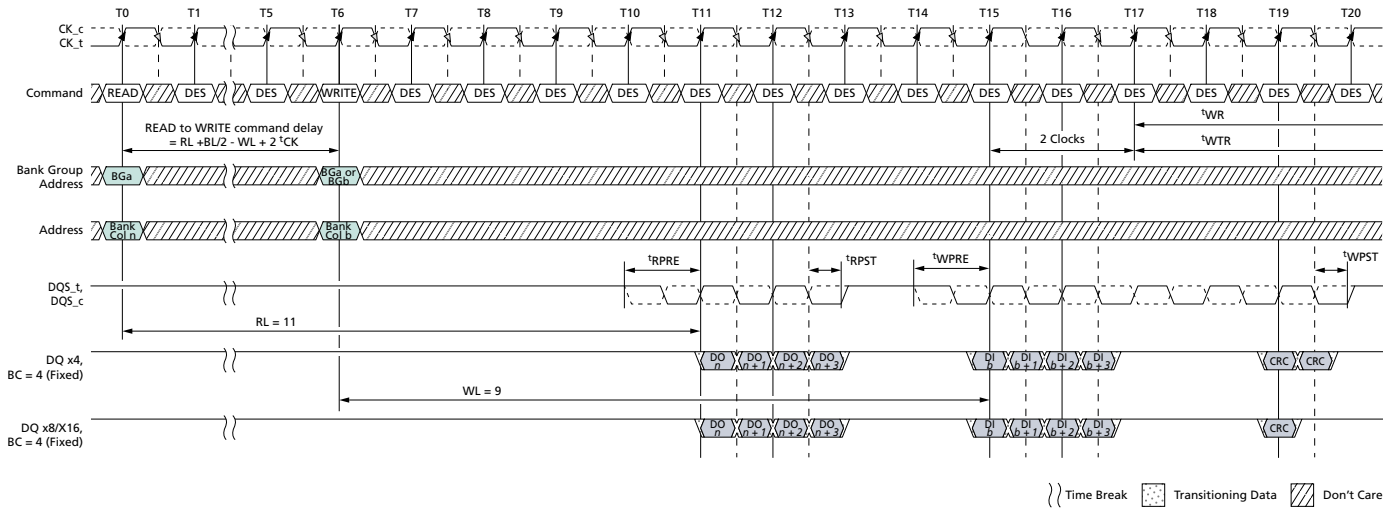 T0 T1 T5 T6 T7 T8 T9 T10 T11 T12 T13 T14 T15 T16 T17 T18 T19 T20
CK_c
CK_t
Command READ DES DES WRITE DES DES DES DES DES DES DES DES DES DES DES DES DES DES
tWR
READ to WRITE command delay
= RL +BL/2 - WL + 2 tCK
2 Clocks
tWTR
Bank Group
Address
BGa
BGa or
BGb
Address
Bank
Col n
Bank
Col b
tRPRE
tRPST
tWPRE
tWPST
DQS_t,
DQS_c
RL = 11
DQ x4,
BC = 4 (Fixed)
DO
n
DO
n + 1
DO
n + 2
DO
n + 3
DI
b
DI
b + 1
DI
b + 2
DI
b + 3
CRC
CRC
WL = 9
DQ x8/X16,
BC = 4 (Fixed)
DO
n
DO
n + 1
DO
n + 2
DO
n + 3
DI
b
DI
b + 1
DI
b + 2
DI
b + 3
CRC
Time Break
Transitioning Data
Don't Care